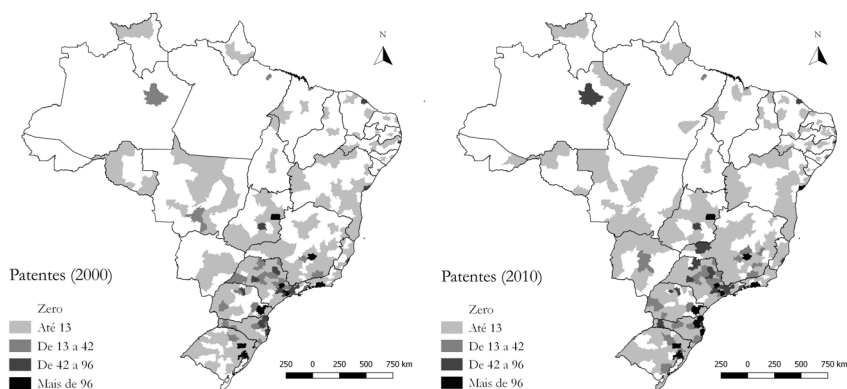 N
Patentes (2000)
Zero
Até 13
De 13 a 42
De 42 a 96
Mais de 96
250 0 250 500 750 km
N
Patentes (2010)
Zero
Até 13
De 13 a 42
De 42 a 96
Mais de 96
250 0 250 500 750 km